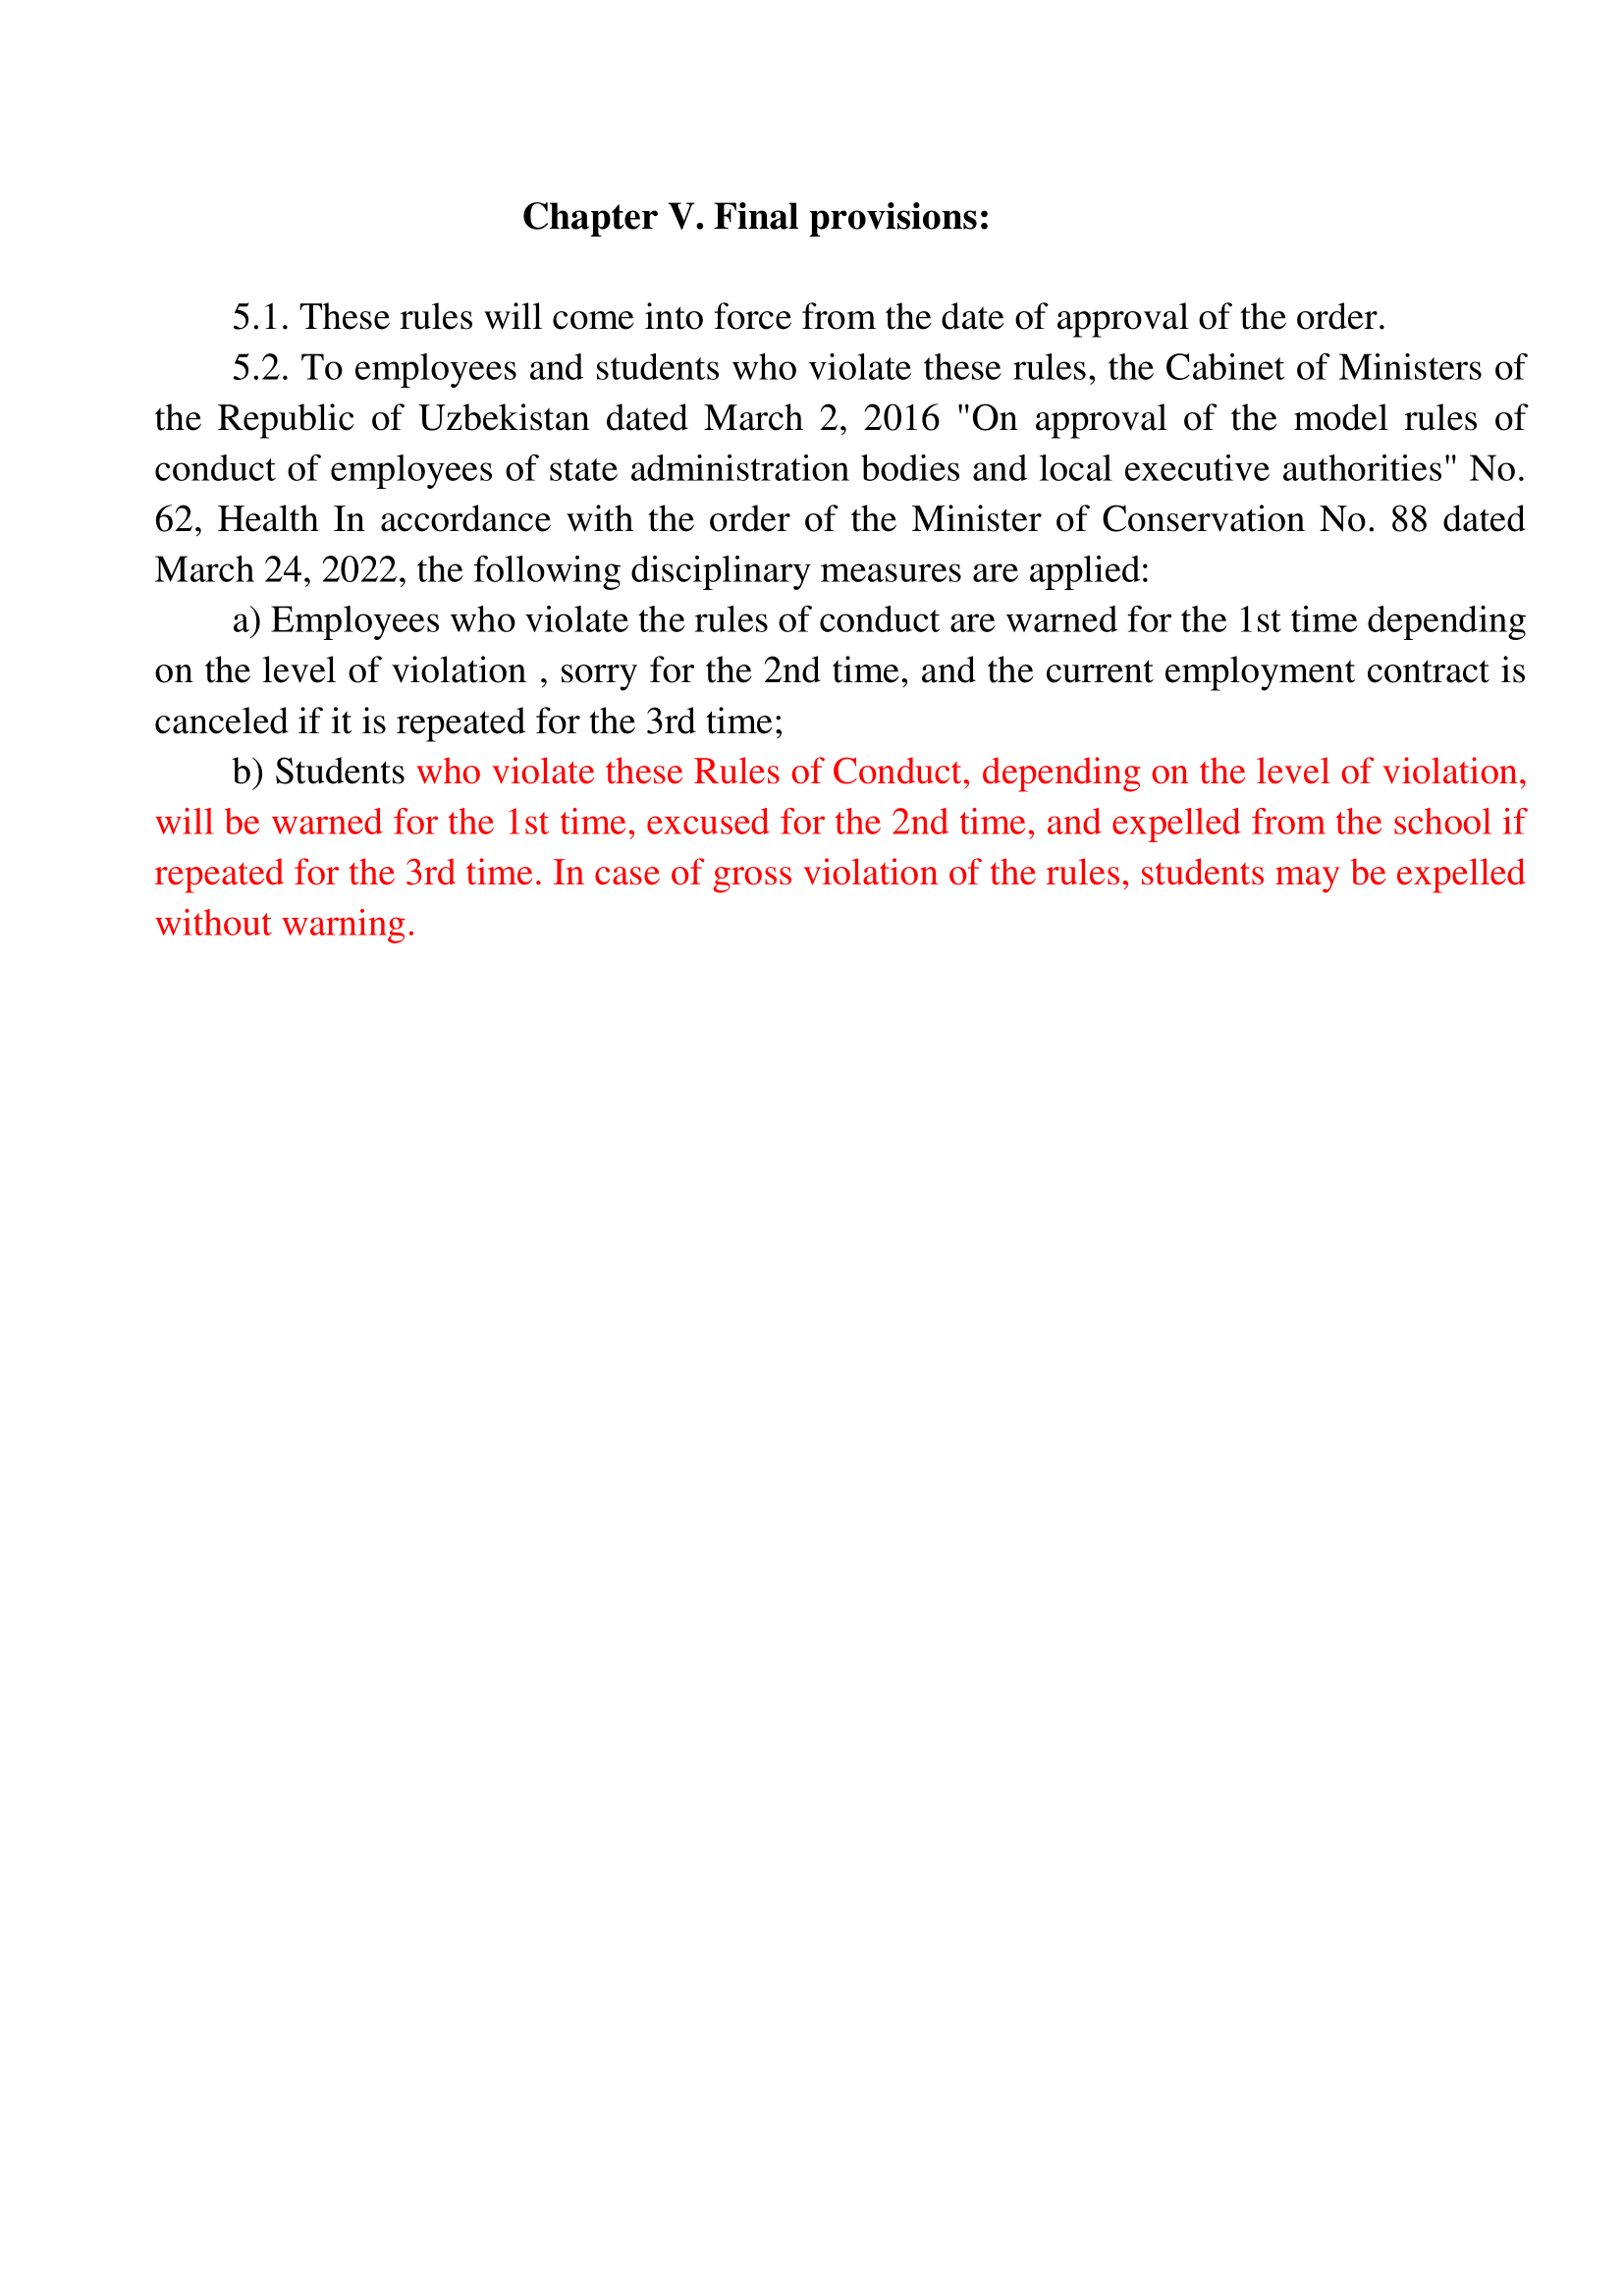 Chapter V. Final provisions:
5.1. These rules will come into force from the date of approval of the order.
5.2. To employees and students who violate these rules, the Cabinet of Ministers of
the Republic of Uzbekistan dated March 2, 2016 "On approval of the model rules of
conduct of employees of state administration bodies and local executive authorities" No.
62, Health In accordance with the order of the Minister of Conservation No. 88 dated
March 24, 2022, the following disciplinary measures are applied:
a) Employees who violate the rules of conduct are warned for the 1st time depending
on the level of violation , sorry for the 2nd time, and the current employment contract is
canceled if it is repeated for the 3rd time;
b) Students who violate these Rules of Conduct, depending on the level of violation,
will be warned for the 1st time, excused for the 2nd time, and expelled from the school if
repeated for the 3rd time. In case of gross violation of the rules, students may be expelled
without warning.